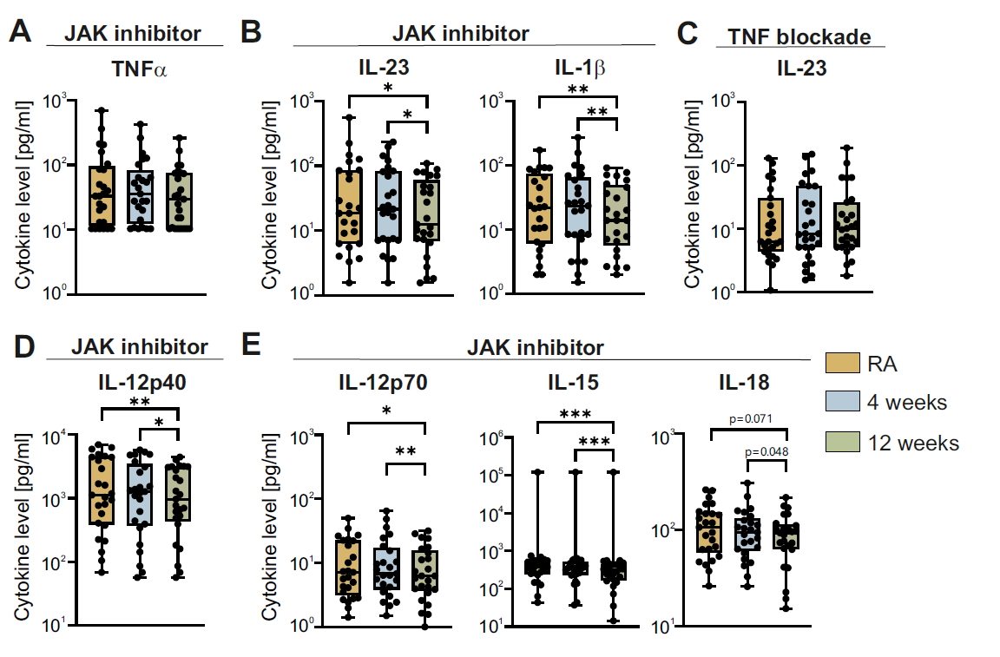 A JAK inhibitor B JAK inhibitor C TNF blockade
TNFα IL-23 IL-1β IL-23
* ** 
* **
Cytokine level [pg/ml] 10³ 10² 10¹ 10⁰
Cytokine level [pg/ml] 10³ 10² 10¹ 10⁰
10³ 10² 10¹ 10⁰
Cytokine level [pg/ml] 10³ 10² 10¹ 10⁰
D JAK inhibitor E JAK inhibitor
IL-12p40 IL-12p70 IL-15 IL-18
** * *** p=0.071
* ** *** p=0.048
Cytokine level [pg/ml] 10⁴ 10³ 10² 10¹
Cytokine level [pg/ml] 10³ 10² 10¹ 10⁰
10⁶ 10⁵ 10⁴ 10³ 10² 10¹
10³ 10² 10¹
RA
4 weeks
12 weeks